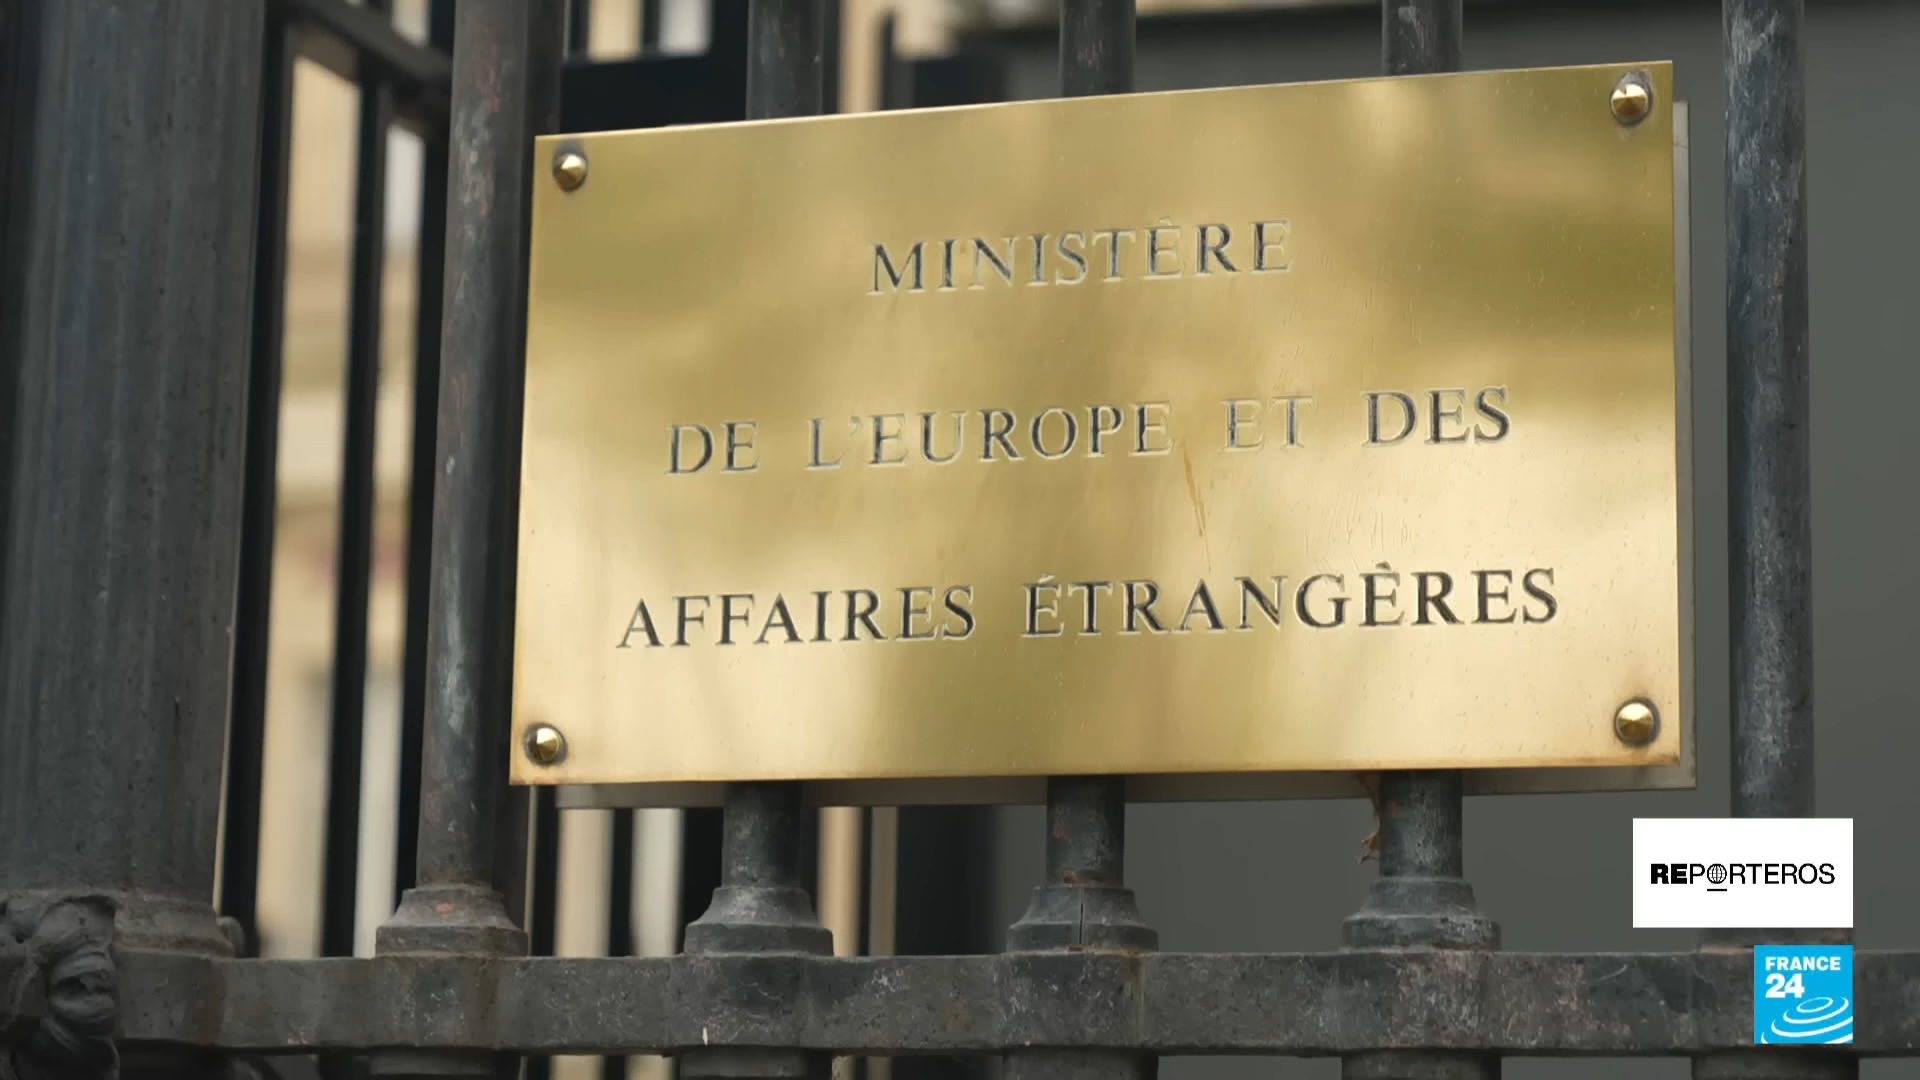 MINISTÈRE
DE L'EUROPE ET DES
AFFAIRES ÉTRANGÈRES
REPORTEROS
FRANCE
24